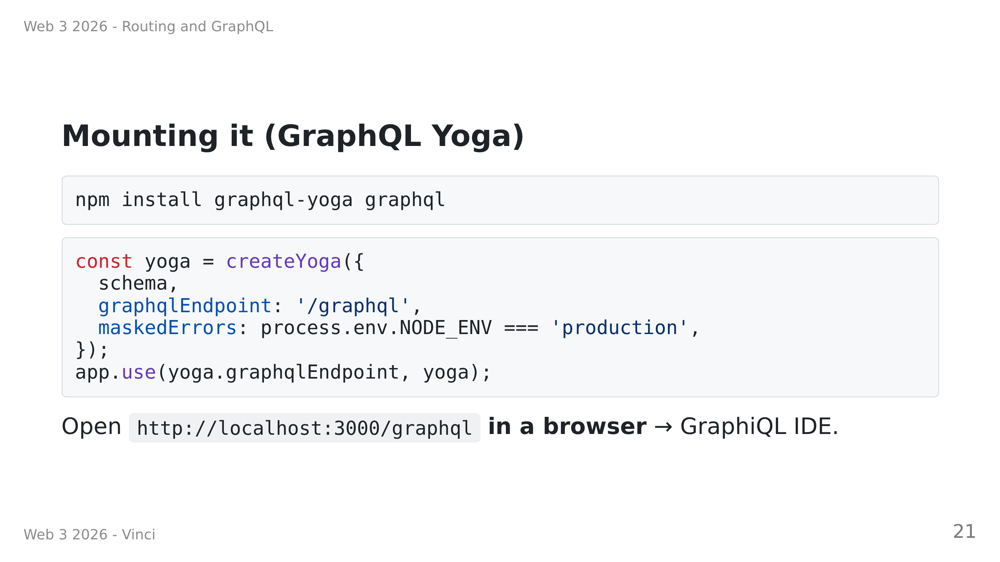 Web 3 2026 - Routing and GraphQL
Mounting it (GraphQL Yoga)
npm install graphql-yoga graphql
const yoga = createYoga({
  schema,
  graphqlEndpoint: '/graphql',
  maskedErrors: process.env.NODE_ENV === 'production',
});
app.use(yoga.graphqlEndpoint, yoga);
Open http://localhost:3000/graphql in a browser → GraphiQL IDE.
Web 3 2026 - Vinci
21